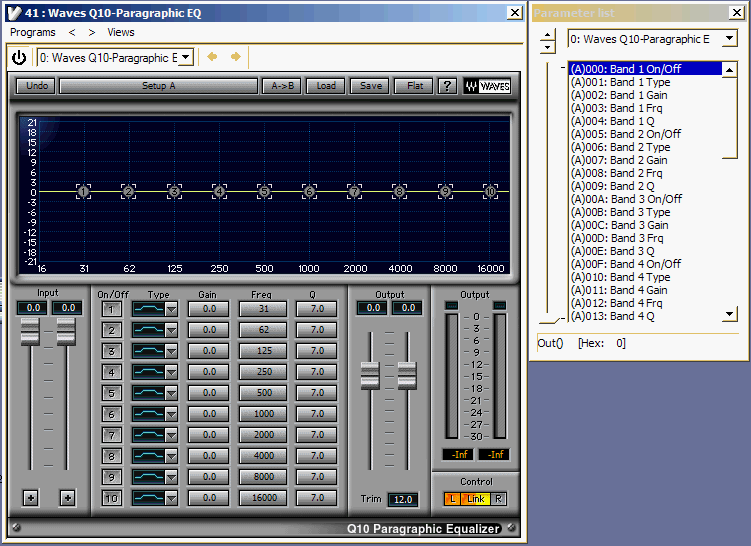 41 : Waves Q10-Paragraphic EQ
Programs < > Views
0: Waves Q10-Paragraphic E
Undo Setup A A->B Load Save Flat ? WAVES
21
18
15
12
9
6
3
0
-3
-6
-9
-12
-15
-18
-21
1 2 3 4 5 6 7 8 9 10
16 31 62 125 250 500 1000 2000 4000 8000 16000
Input
0.0 0.0
On/Off Type Gain Freq Q
1 0.0 31 7.0
2 0.0 62 7.0
3 0.0 125 7.0
4 0.0 250 7.0
5 0.0 500 7.0
6 0.0 1000 7.0
7 0.0 2000 7.0
8 0.0 4000 7.0
9 0.0 8000 7.0
10 0.0 16000 7.0
+ +
Output
0.0 0.0
Trim 12.0
Output
0
3
6
9
12
15
18
21
24
27
30
-Inf -Inf
Control
L Link R
Q10 Paragraphic Equalizer
Parameter list
0: Waves Q10-Paragraphic E
(A)000: Band 1 On/Off
(A)001: Band 1 Type
(A)002: Band 1 Gain
(A)003: Band 1 Frq
(A)004: Band 1 Q
(A)005: Band 2 On/Off
(A)006: Band 2 Type
(A)007: Band 2 Gain
(A)008: Band 2 Frq
(A)009: Band 2 Q
(A)00A: Band 3 On/Off
(A)00B: Band 3 Type
(A)00C: Band 3 Gain
(A)00D: Band 3 Frq
(A)00E: Band 3 Q
(A)00F: Band 4 On/Off
(A)010: Band 4 Type
(A)011: Band 4 Gain
(A)012: Band 4 Frq
(A)013: Band 4 Q
Out() [Hex: 0]